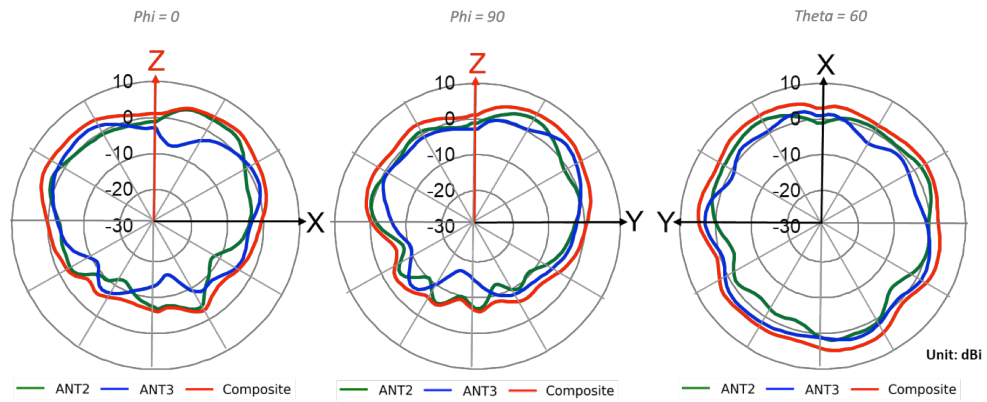 Phi = 0
Phi = 90
Theta = 60
Z
10
0
-10
-20
-30
X
Z
10
0
-10
-20
-30
Y
X
10
0
-10
-20
-30
Y
Unit: dBi
ANT2 ANT3 Composite
ANT2 ANT3 Composite
ANT2 ANT3 Composite